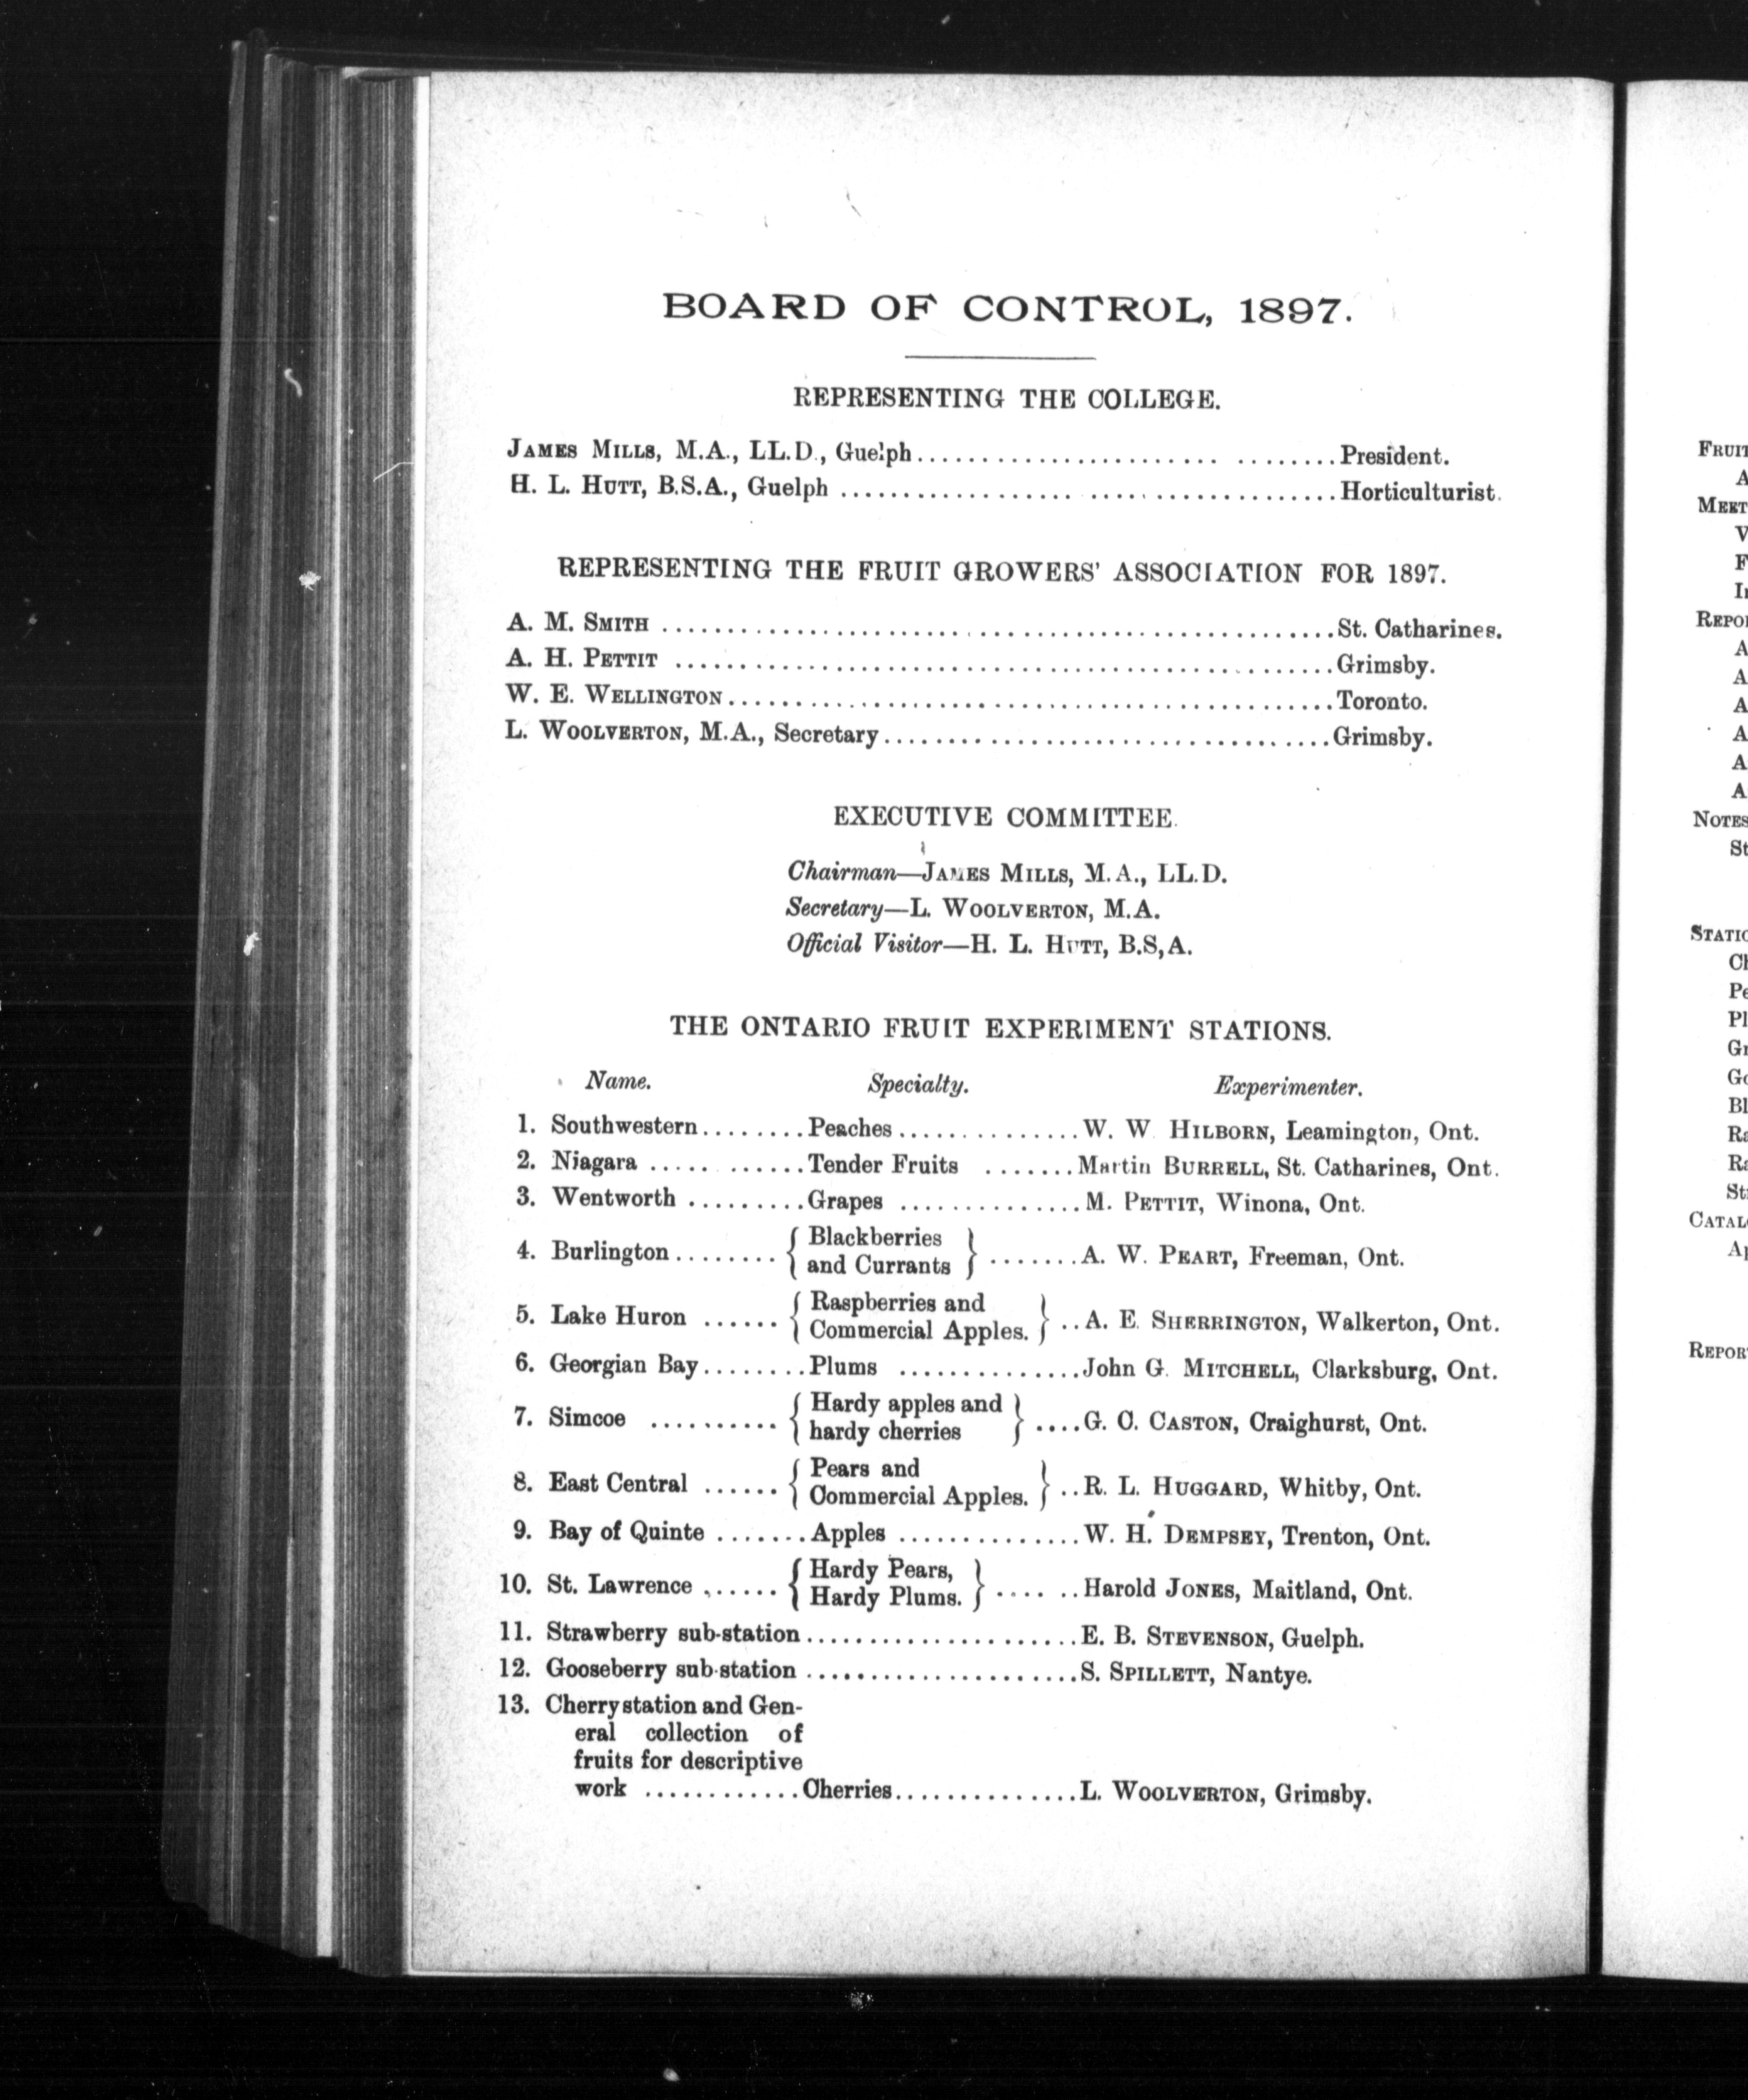 BOARD OF CONTROL, 1897.
REPRESENTING THE COLLEGE.
JAMES MILLS, M.A., LL.D., Guelph.............................. President.
H. L. HUTT, B.S.A., Guelph .............................. Horticulturist.
REPRESENTING THE FRUIT GROWERS' ASSOCIATION FOR 1897.
A. M. SMITH .............................. St. Catharines.
A. H. PETTIT .............................. Grimsby.
W. E. WELLINGTON .............................. Toronto.
L. WOOLVERTON, M.A., Secretary .............................. Grimsby.
EXECUTIVE COMMITTEE.
Chairman—JAMES MILLS, M.A., LL.D.
Secretary—L. WOOLVERTON, M.A.
Official Visitor—H. L. HUTT, B.S,A.
THE ONTARIO FRUIT EXPERIMENT STATIONS.
Name. Specialty. Experimenter.
1. Southwestern........Peaches..............W. W. HILBORN, Leamington, Ont.
2. Niagara ...........Tender Fruits .......Martin BURRELL, St. Catharines, Ont.
3. Wentworth .........Grapes ..............M. PETTIT, Winona, Ont.
4. Burlington........ { Blackberries and Currants } .......A. W. PEART, Freeman, Ont.
5. Lake Huron ...... { Raspberries and Commercial Apples. } ..A. E. SHERRINGTON, Walkerton, Ont.
6. Georgian Bay........Plums ..............John G. MITCHELL, Clarksburg, Ont.
7. Simcoe .......... { Hardy apples and hardy cherries } ....G. C. CASTON, Craighurst, Ont.
8. East Central ...... { Pears and Commercial Apples. } ..R. L. HUGGARD, Whitby, Ont.
9. Bay of Quinte .......Apples ..............W. H. DEMPSEY, Trenton, Ont.
10. St. Lawrence ...... { Hardy Pears, Hardy Plums. } ......Harold JONES, Maitland, Ont.
11. Strawberry sub-station......................E. B. STEVENSON, Guelph.
12. Gooseberry sub-station ......................S. SPILLETT, Nantye.
13. Cherry station and Gen-
eral collection of
fruits for descriptive
work ............Cherries..............L. WOOLVERTON, Grimsby.